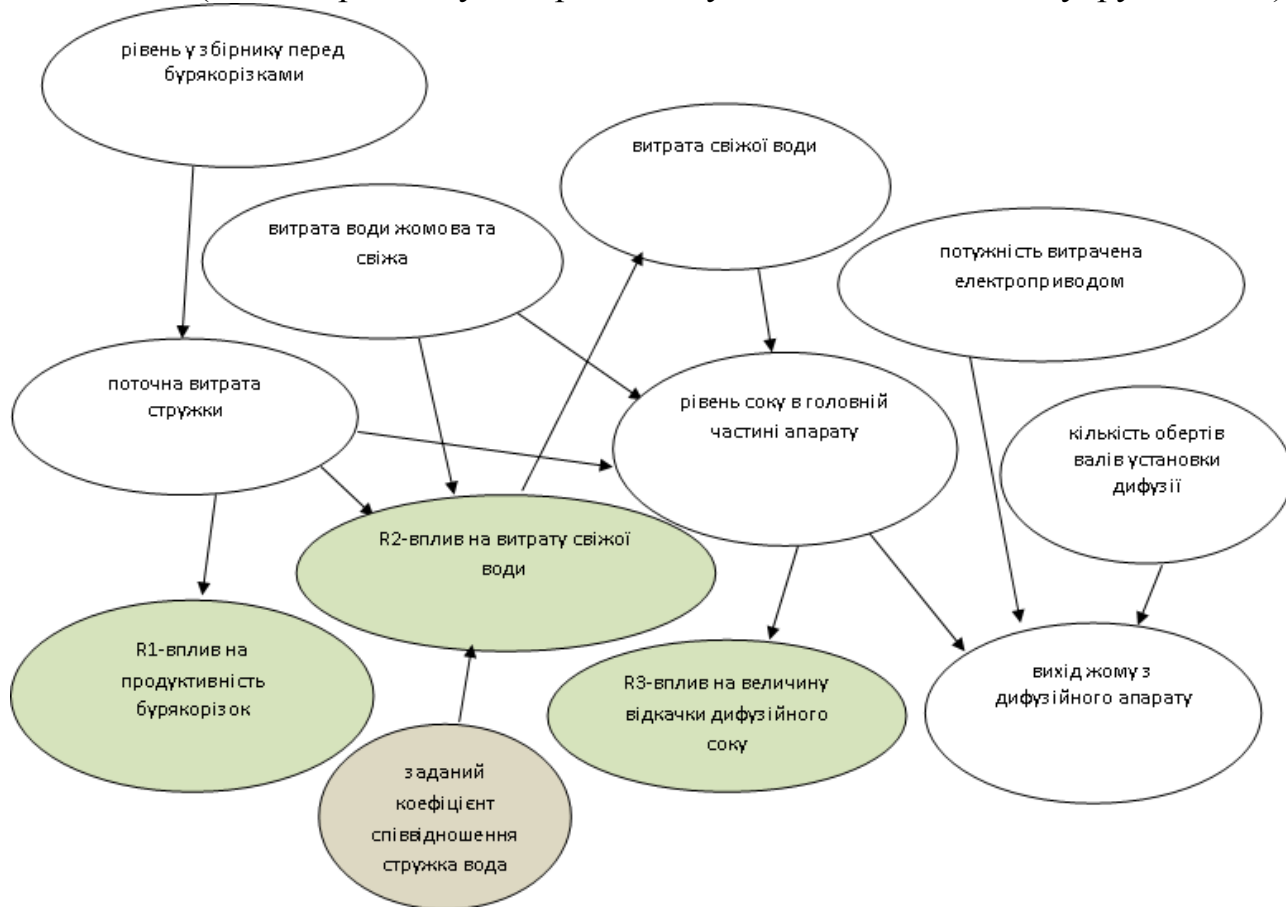 рівень у збірнику перед
бурякорізками
витрата свіжої води
витрата води жомова та
свіжа
потужність витрачена
електроприводом
поточна витрата
стружки
рівень соку в головній
частині апарату
кількість обертів
валів установки
дифузії
R2-вплив на витрату свіжої
води
R1-вплив на
продуктивність
бурякорізок
R3-вплив на величину
відкачки дифузійного
соку
вихід жому з
дифузійного апарату
заданий
коефіцієнт
співвідношення
стружка вода